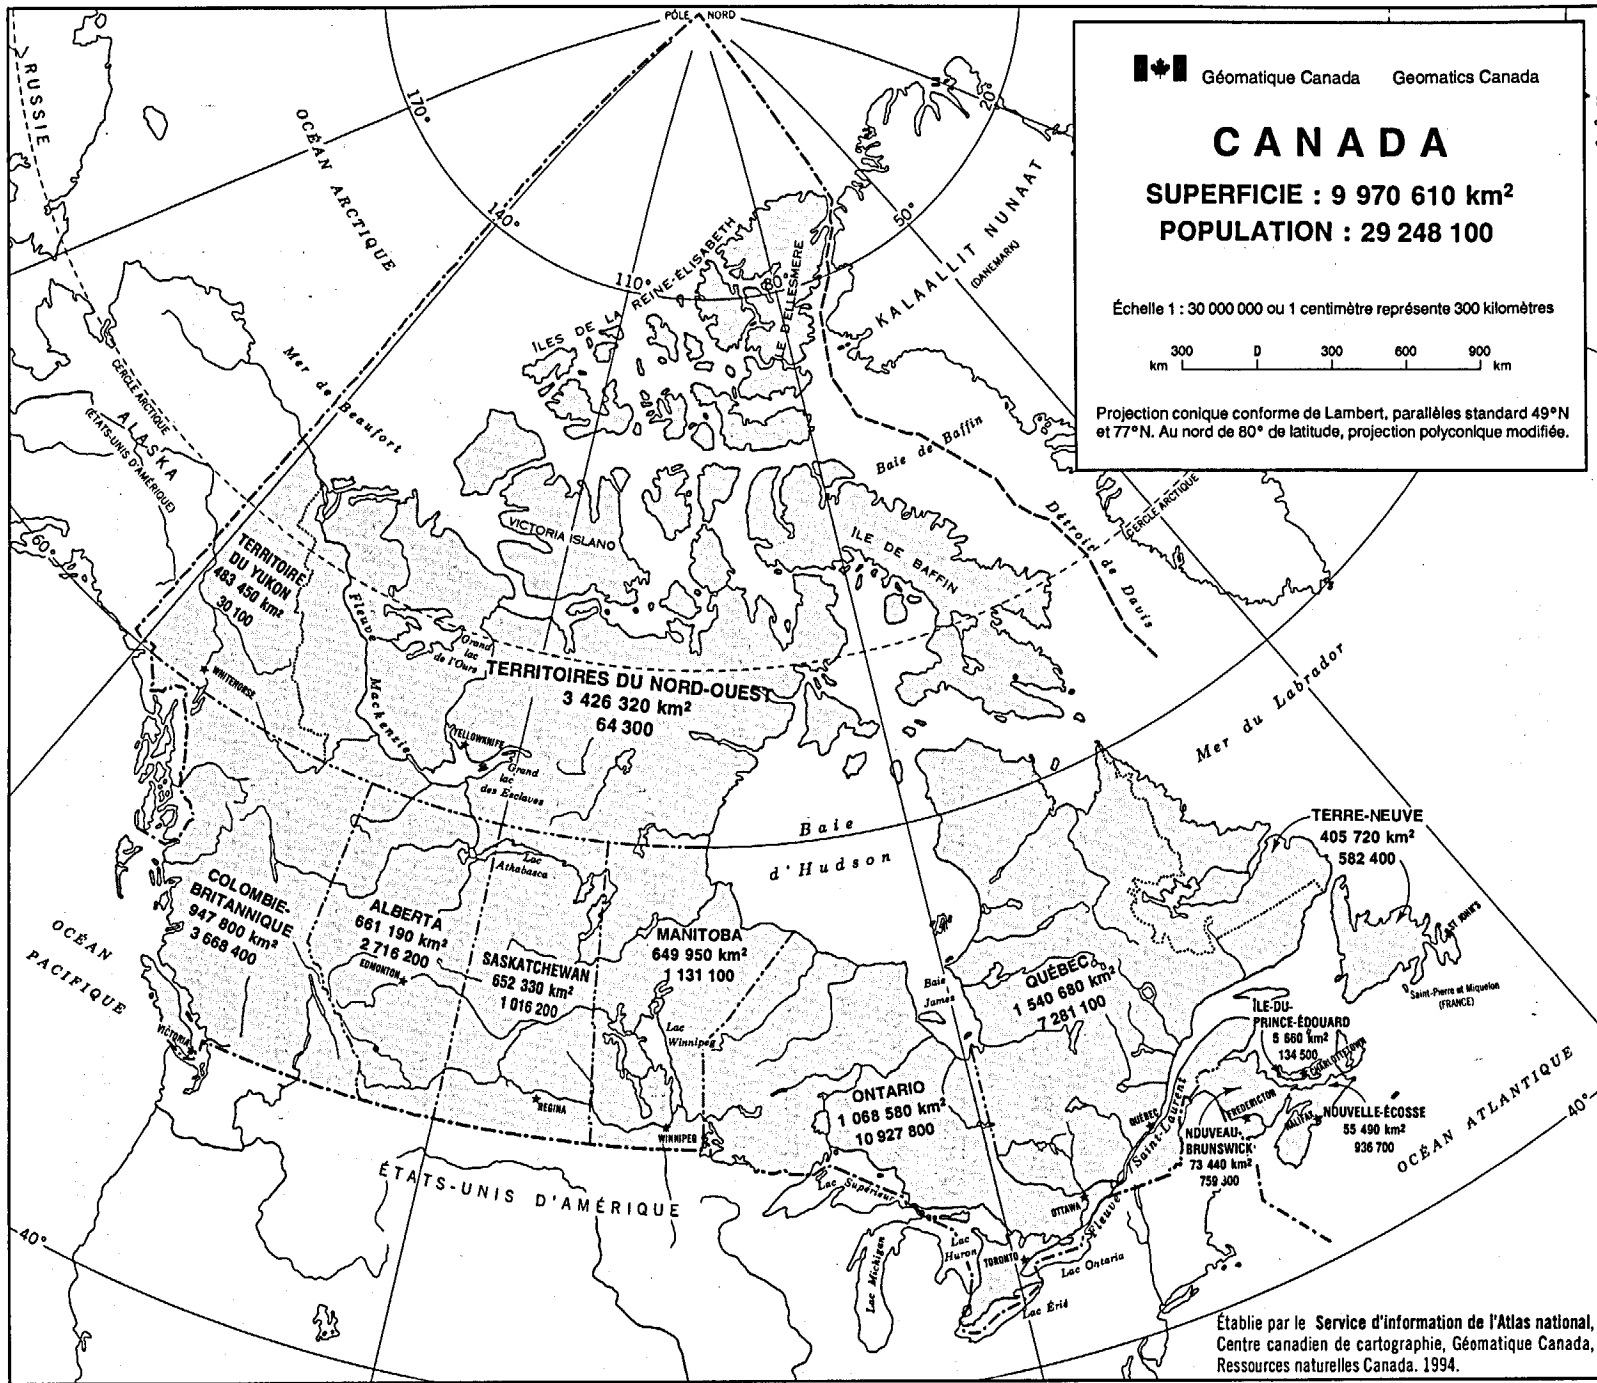 PÔLE NORD
RUSSIE
OCÉAN ARCTIQUE
170°
140°
110°
80°
50°
20°
Géomatique Canada Geomatics Canada
CANADA
SUPERFICIE : 9 970 610 km²
POPULATION : 29 248 100
Échelle 1 : 30 000 000 ou 1 centimètre représente 300 kilomètres
km 300 0 300 600 900 km
Projection conique conforme de Lambert, parallèles standard 49°N
et 77°N. Au nord de 80° de latitude, projection polyconique modifiée.
ÎLES DE LA REINE-ÉLISABETH
ÎLE D'ELLESMERE
KALAALLIT NUNAAT
(DANEMARK)
Mer de Beaufort
CERCLE ARCTIQUE
ALASKA
(ÉTATS-UNIS D'AMÉRIQUE)
Baie de Baffin
Détroit de Davis
CERCLE ARCTIQUE
VICTORIA ISLAND
ILE DE BAFFIN
60°
TERRITOIRE
DU YUKON
483 450 km²
30 100
WHITEHORSE
Fleuve Mackenzie
Grand
lac
de l'Ours
TERRITOIRES DU NORD-OUEST
3 426 320 km²
64 300
YELLOWKNIFE
Grand
lac
des Esclaves
Mer du Labrador
Baie
d'Hudson
Lac
Athabasca
TERRE-NEUVE
405 720 km²
582 400
ST JOHN'S
COLOMBIE-
BRITANNIQUE
947 800 km²
3 668 400
VICTORIA
ALBERTA
661 190 km²
2 716 200
EDMONTON
SASKATCHEWAN
652 330 km²
1 016 200
REGINA
MANITOBA
649 950 km²
1 131 100
Lac
Winnipeg
WINNIPEG
Baie
James
ONTARIO
1 068 580 km²
10 927 800
QUÉBEC
1 540 680 km²
7 281 100
QUÉBEC
Saint-Pierre et Miquelon
(FRANCE)
ÎLE-DU-
PRINCE-ÉDOUARD
5 660 km²
134 500
CHARLOTTETOWN
FREDERICTON
HALIFAX
NOUVELLE-ÉCOSSE
55 490 km²
936 700
NOUVEAU-
BRUNSWICK
73 440 km²
759 300
Fleuve Saint-Laurent
OTTAWA
TORONTO
Lac Supérieur
Lac Michigan
Lac
Huron
Lac Ontario
Lac Érié
OCÉAN
PACIFIQUE
ÉTATS-UNIS D'AMÉRIQUE
OCÉAN ATLANTIQUE
40°
40°
Établie par le Service d'information de l'Atlas national,
Centre canadien de cartographie, Géomatique Canada,
Ressources naturelles Canada. 1994.